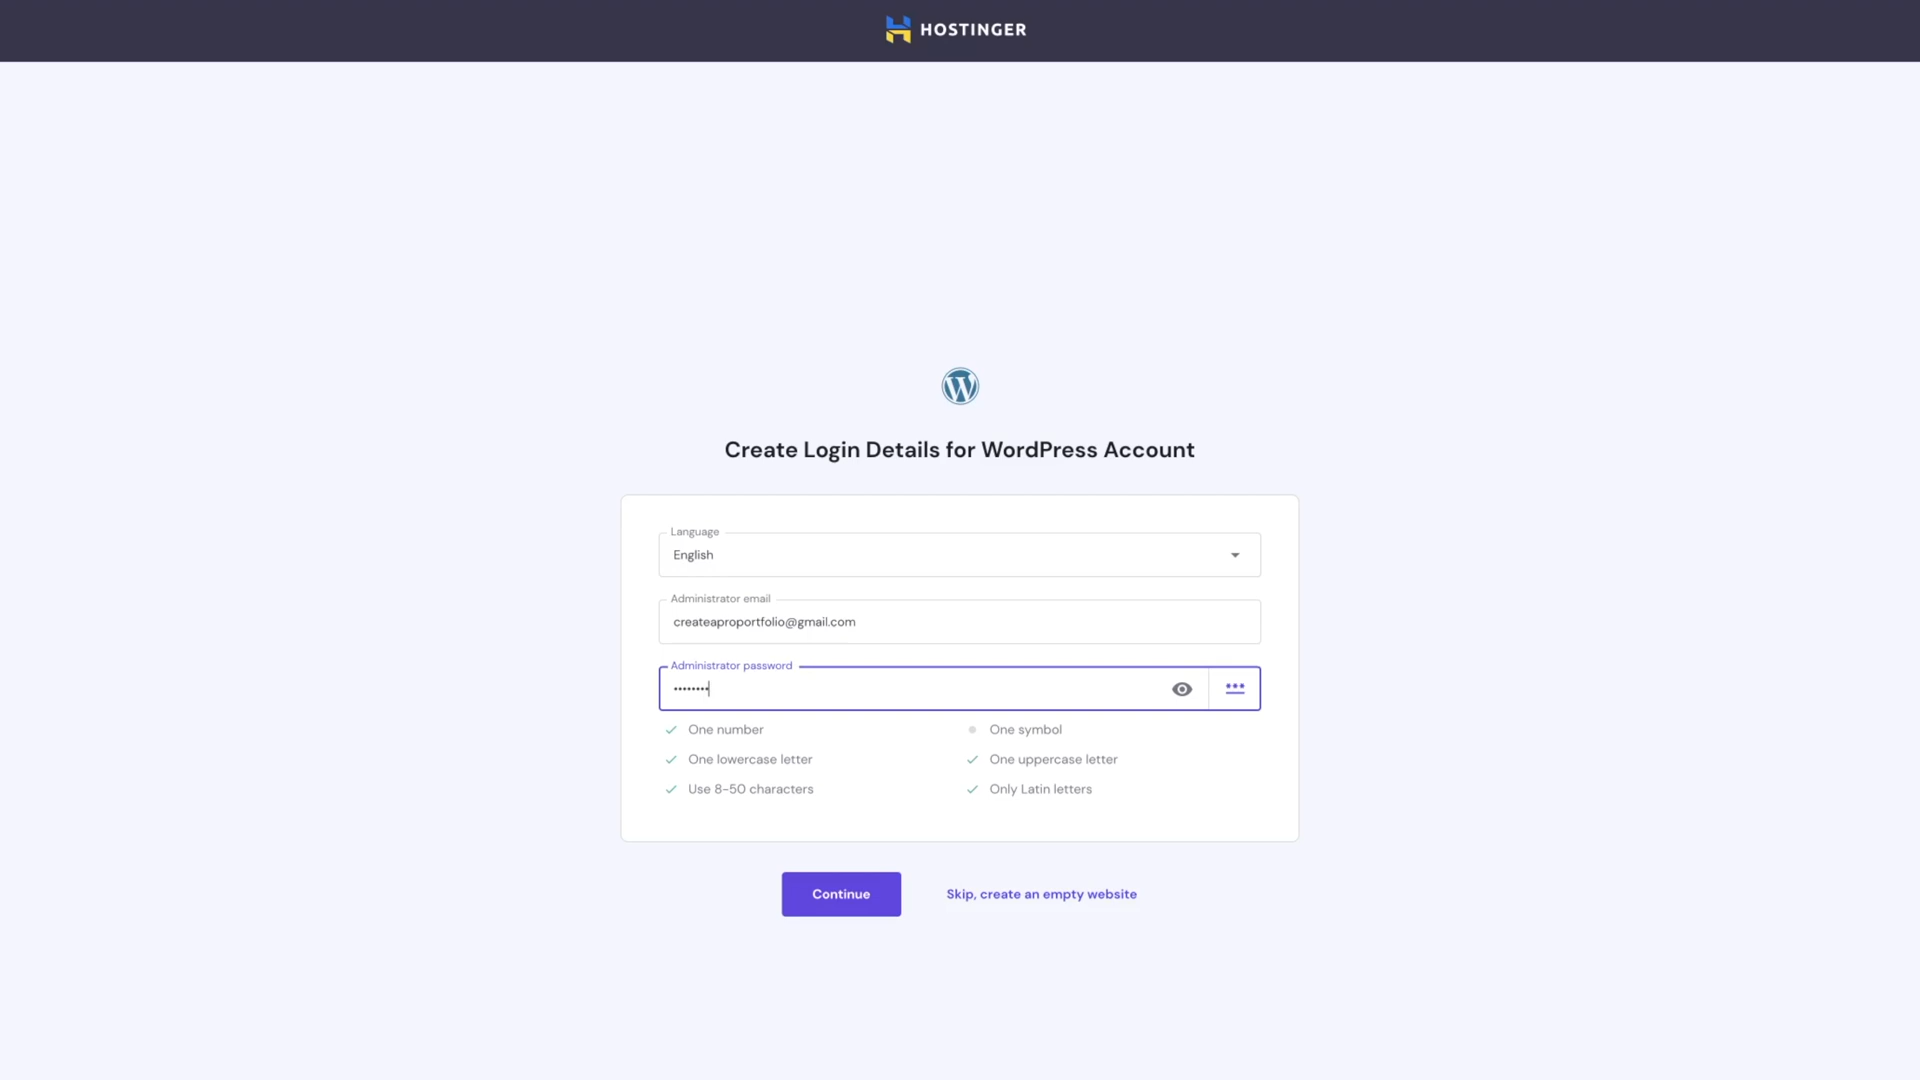 HOSTINGER
Create Login Details for WordPress Account
Language
English
Administrator email
createaproportfolio@gmail.com
Administrator password
••••••••
One number
One symbol
One lowercase letter
One uppercase letter
Use 8-50 characters
Only Latin letters
Continue
Skip, create an empty website